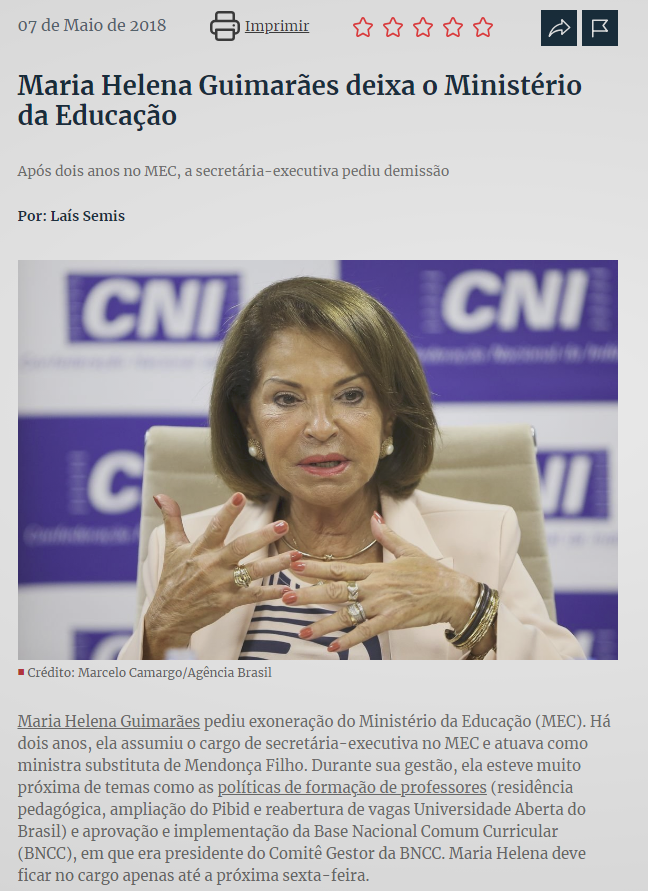 07 de Maio de 2018
Imprimir
Maria Helena Guimarães deixa o Ministério
da Educação
Após dois anos no MEC, a secretária-executiva pediu demissão
Por: Laís Semis
CNI
CNI
CNI
CNI
Crédito: Marcelo Camargo/Agência Brasil
Maria Helena Guimarães pediu exoneração do Ministério da Educação (MEC). Há
dois anos, ela assumiu o cargo de secretária-executiva no MEC e atuava como
ministra substituta de Mendonça Filho. Durante sua gestão, ela esteve muito
próxima de temas como as políticas de formação de professores (residência
pedagógica, ampliação do Pibid e reabertura de vagas Universidade Aberta do
Brasil) e aprovação e implementação da Base Nacional Comum Curricular
(BNCC), em que era presidente do Comitê Gestor da BNCC. Maria Helena deve
ficar no cargo apenas até a próxima sexta-feira.